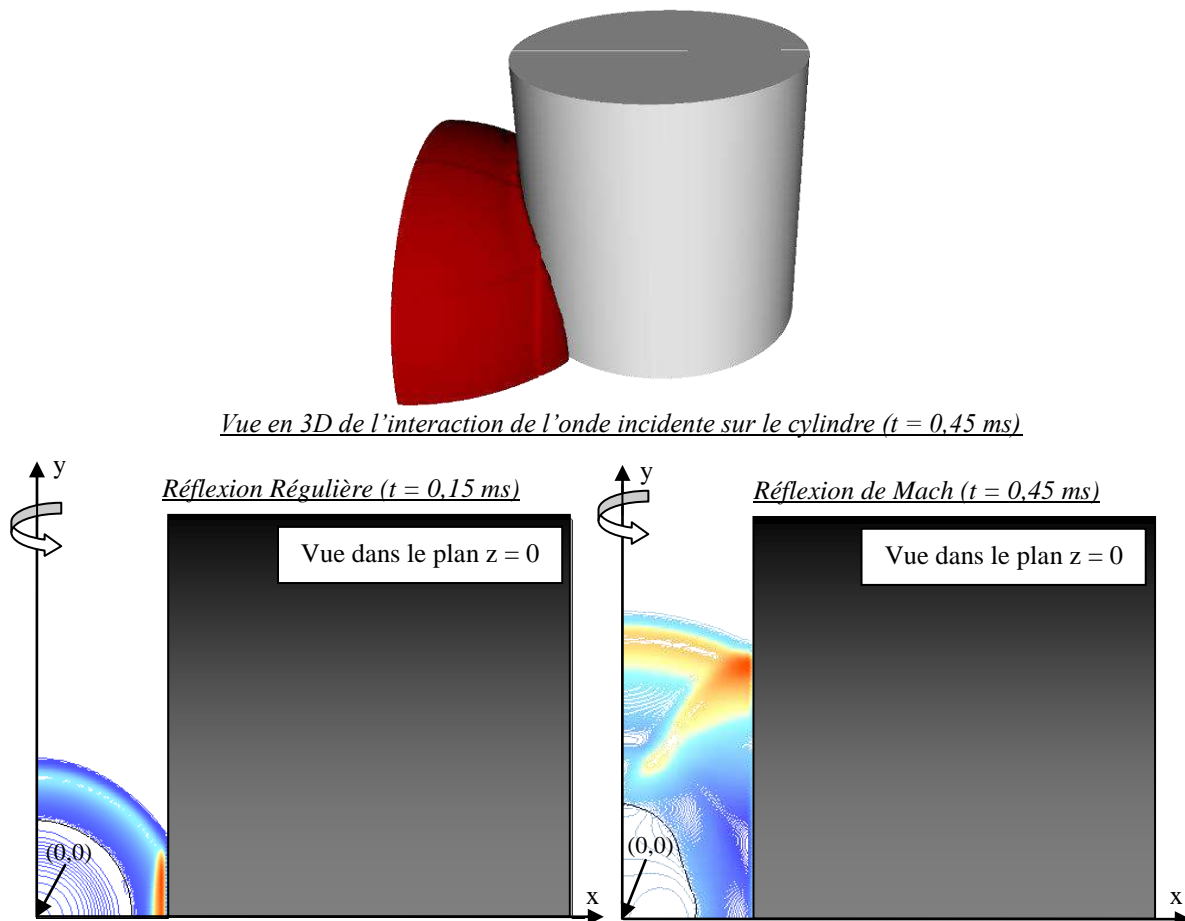 Vue en 3D de l'interaction de l'onde incidente sur le cylindre (t = 0,45 ms)
y
Réflexion Régulière (t = 0,15 ms)
Vue dans le plan z = 0
(0,0)
x
y
Réflexion de Mach (t = 0,45 ms)
Vue dans le plan z = 0
(0,0)
x